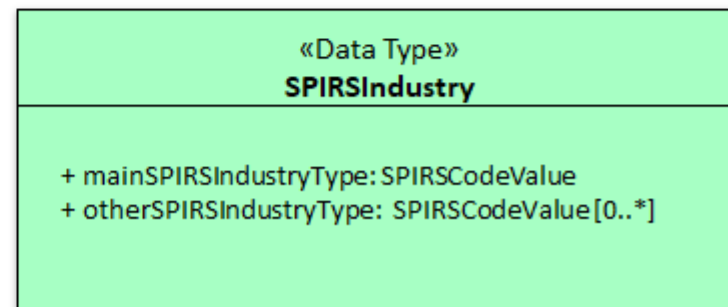 «Data Type»
SPIRSIndustry
+ mainSPIRSIndustryType: SPIRSCodeValue
+ otherSPIRSIndustryType: SPIRSCodeValue[0..*]